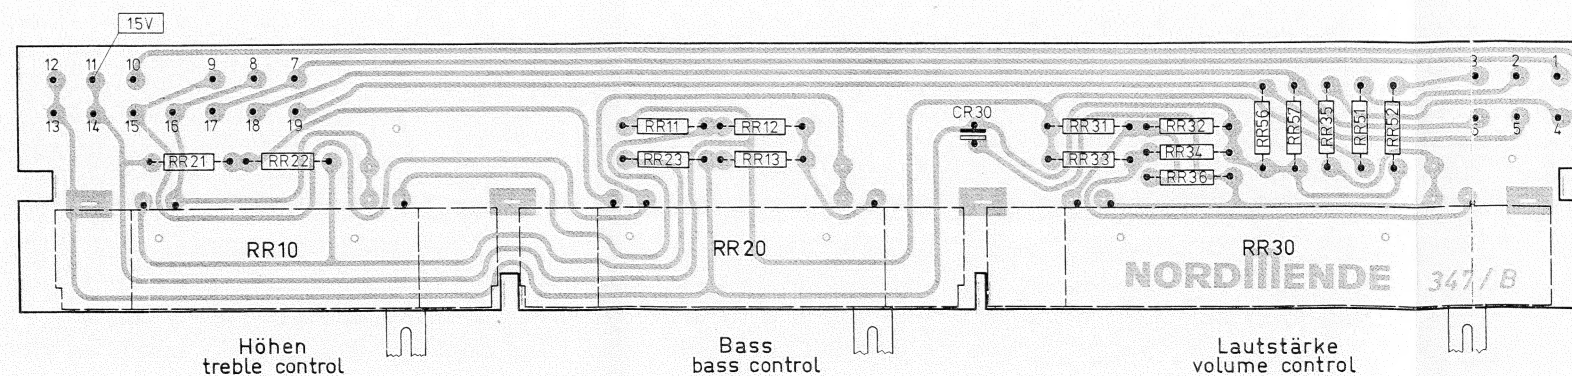 15V
12 11 10 9 8 7 3 2 1
13 14 15 16 17 18 19 6 5 4
CR30
RR11 RR12 RR31 RR32
RR56 RR57 RR35 RR51 RR52
RR21 RR22 RR23 RR13 RR33 RR34
RR36
RR10 RR20 RR30
NORDMENDE 347/B
Höhen
treble control
Bass
bass control
Lautstärke
volume control